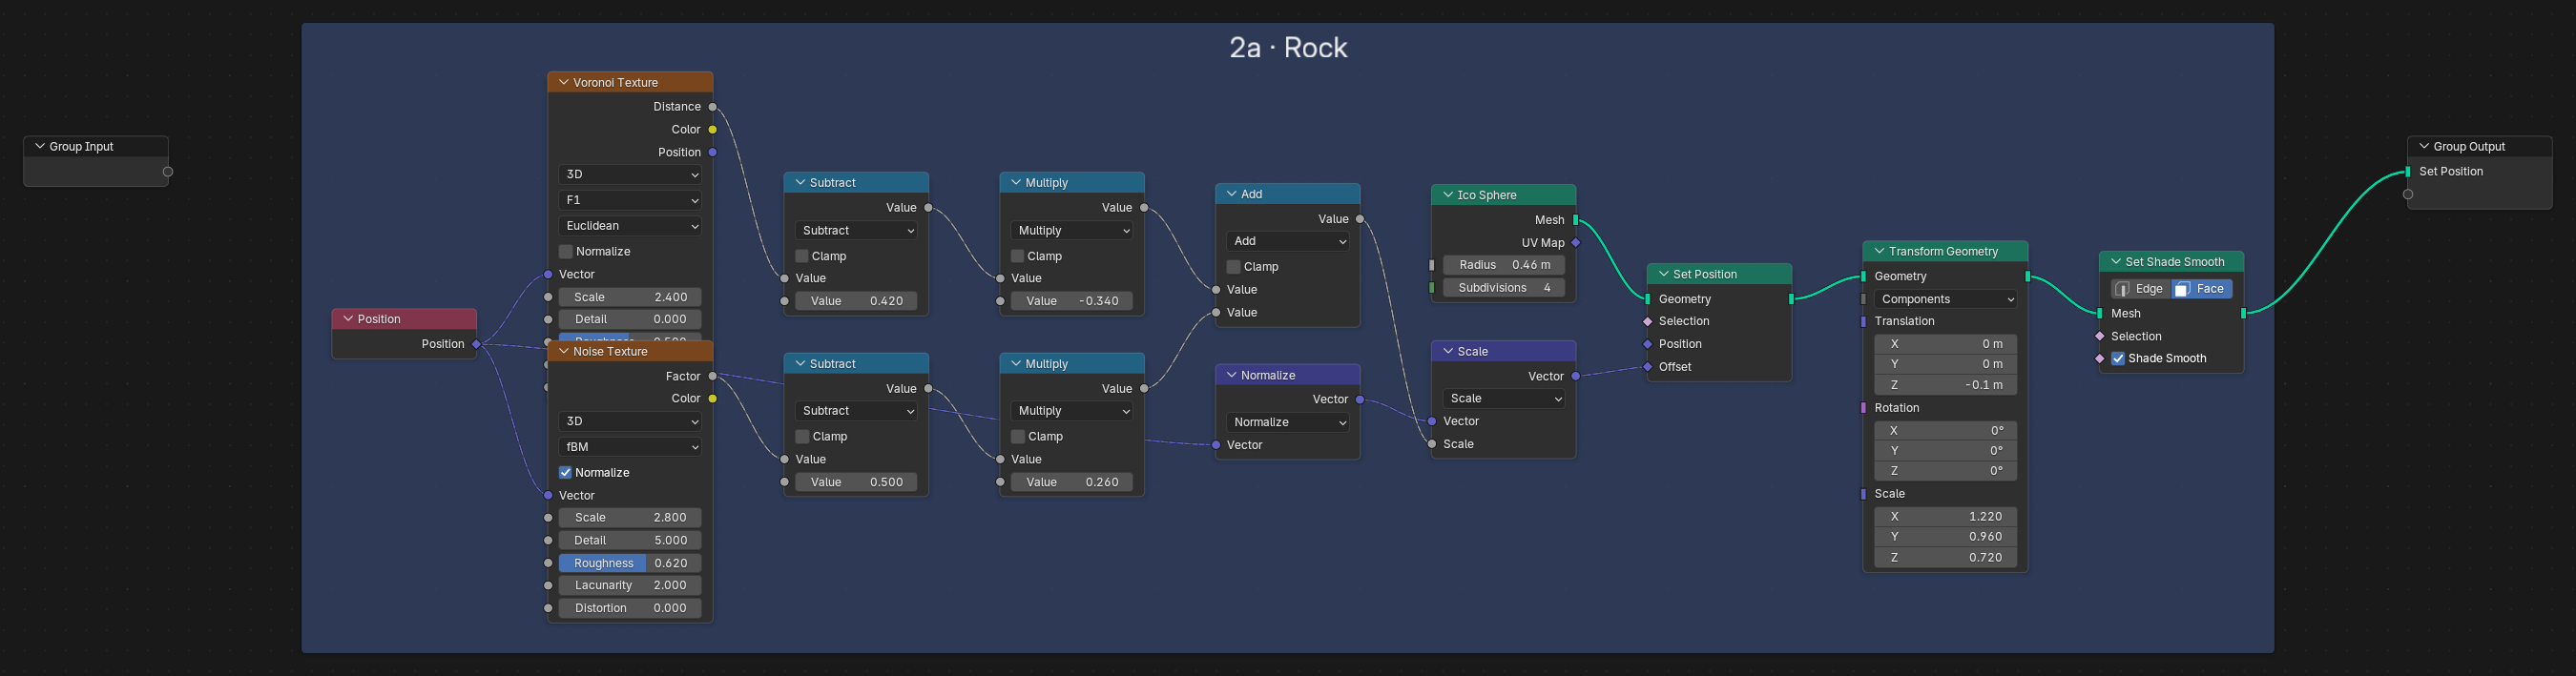 2a · Rock
Group Input
Position
Position
Voronoi Texture
Distance
Color
Position
3D
F1
Euclidean
Normalize
Vector
Scale 2.400
Detail 0.000
Noise Texture
Factor
Color
3D
fBM
Normalize
Vector
Scale 2.800
Detail 5.000
Roughness 0.620
Lacunarity 2.000
Distortion 0.000
Subtract
Value
Subtract
Clamp
Value
Value 0.420
Subtract
Value
Subtract
Clamp
Value
Value 0.500
Multiply
Value
Multiply
Clamp
Value
Value -0.340
Multiply
Value
Multiply
Clamp
Value
Value 0.260
Add
Value
Add
Clamp
Value
Value
Normalize
Vector
Normalize
Vector
Ico Sphere
Mesh
UV Map
Radius 0.46 m
Subdivisions 4
Scale
Vector
Scale
Vector
Scale
Set Position
Geometry
Selection
Position
Offset
Transform Geometry
Geometry
Components
Translation
X 0 m
Y 0 m
Z -0.1 m
Rotation
X 0°
Y 0°
Z 0°
Scale
X 1.220
Y 0.960
Z 0.720
Set Shade Smooth
Edge Face
Mesh
Selection
Shade Smooth
Group Output
Set Position